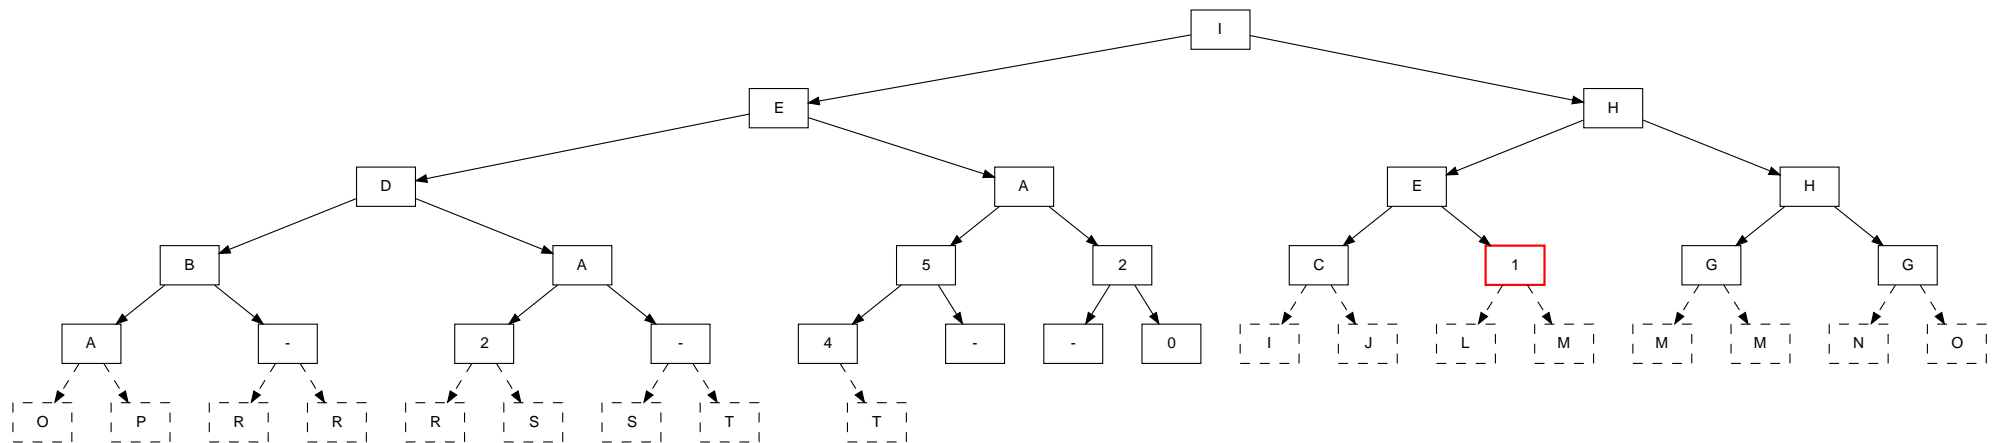 I
E H
D A E H
B A 5 2 C 1 G G
A - 2 - 4 - - 0 I J L M M M N O
O P R R R S S T T